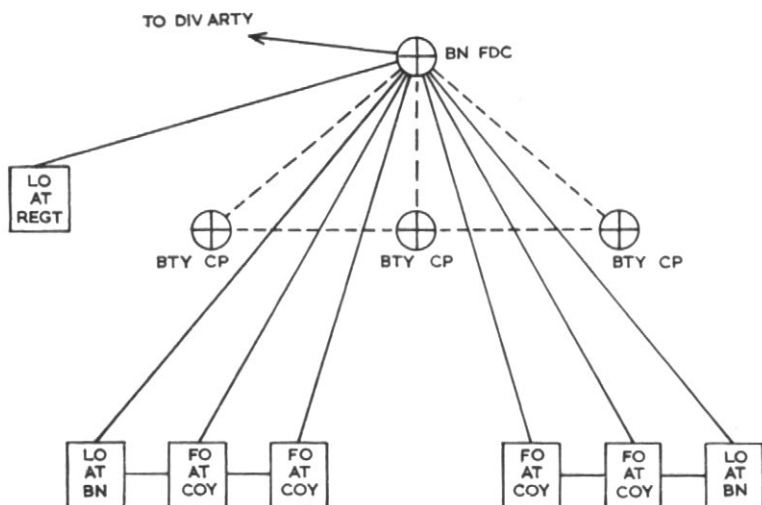 TO DIV ARTY
BN FDC
LO
AT
REGT
BTY CP
BTY CP
BTY CP
LO
AT
BN
FO
AT
COY
FO
AT
COY
FO
AT
COY
FO
AT
COY
LO
AT
BN